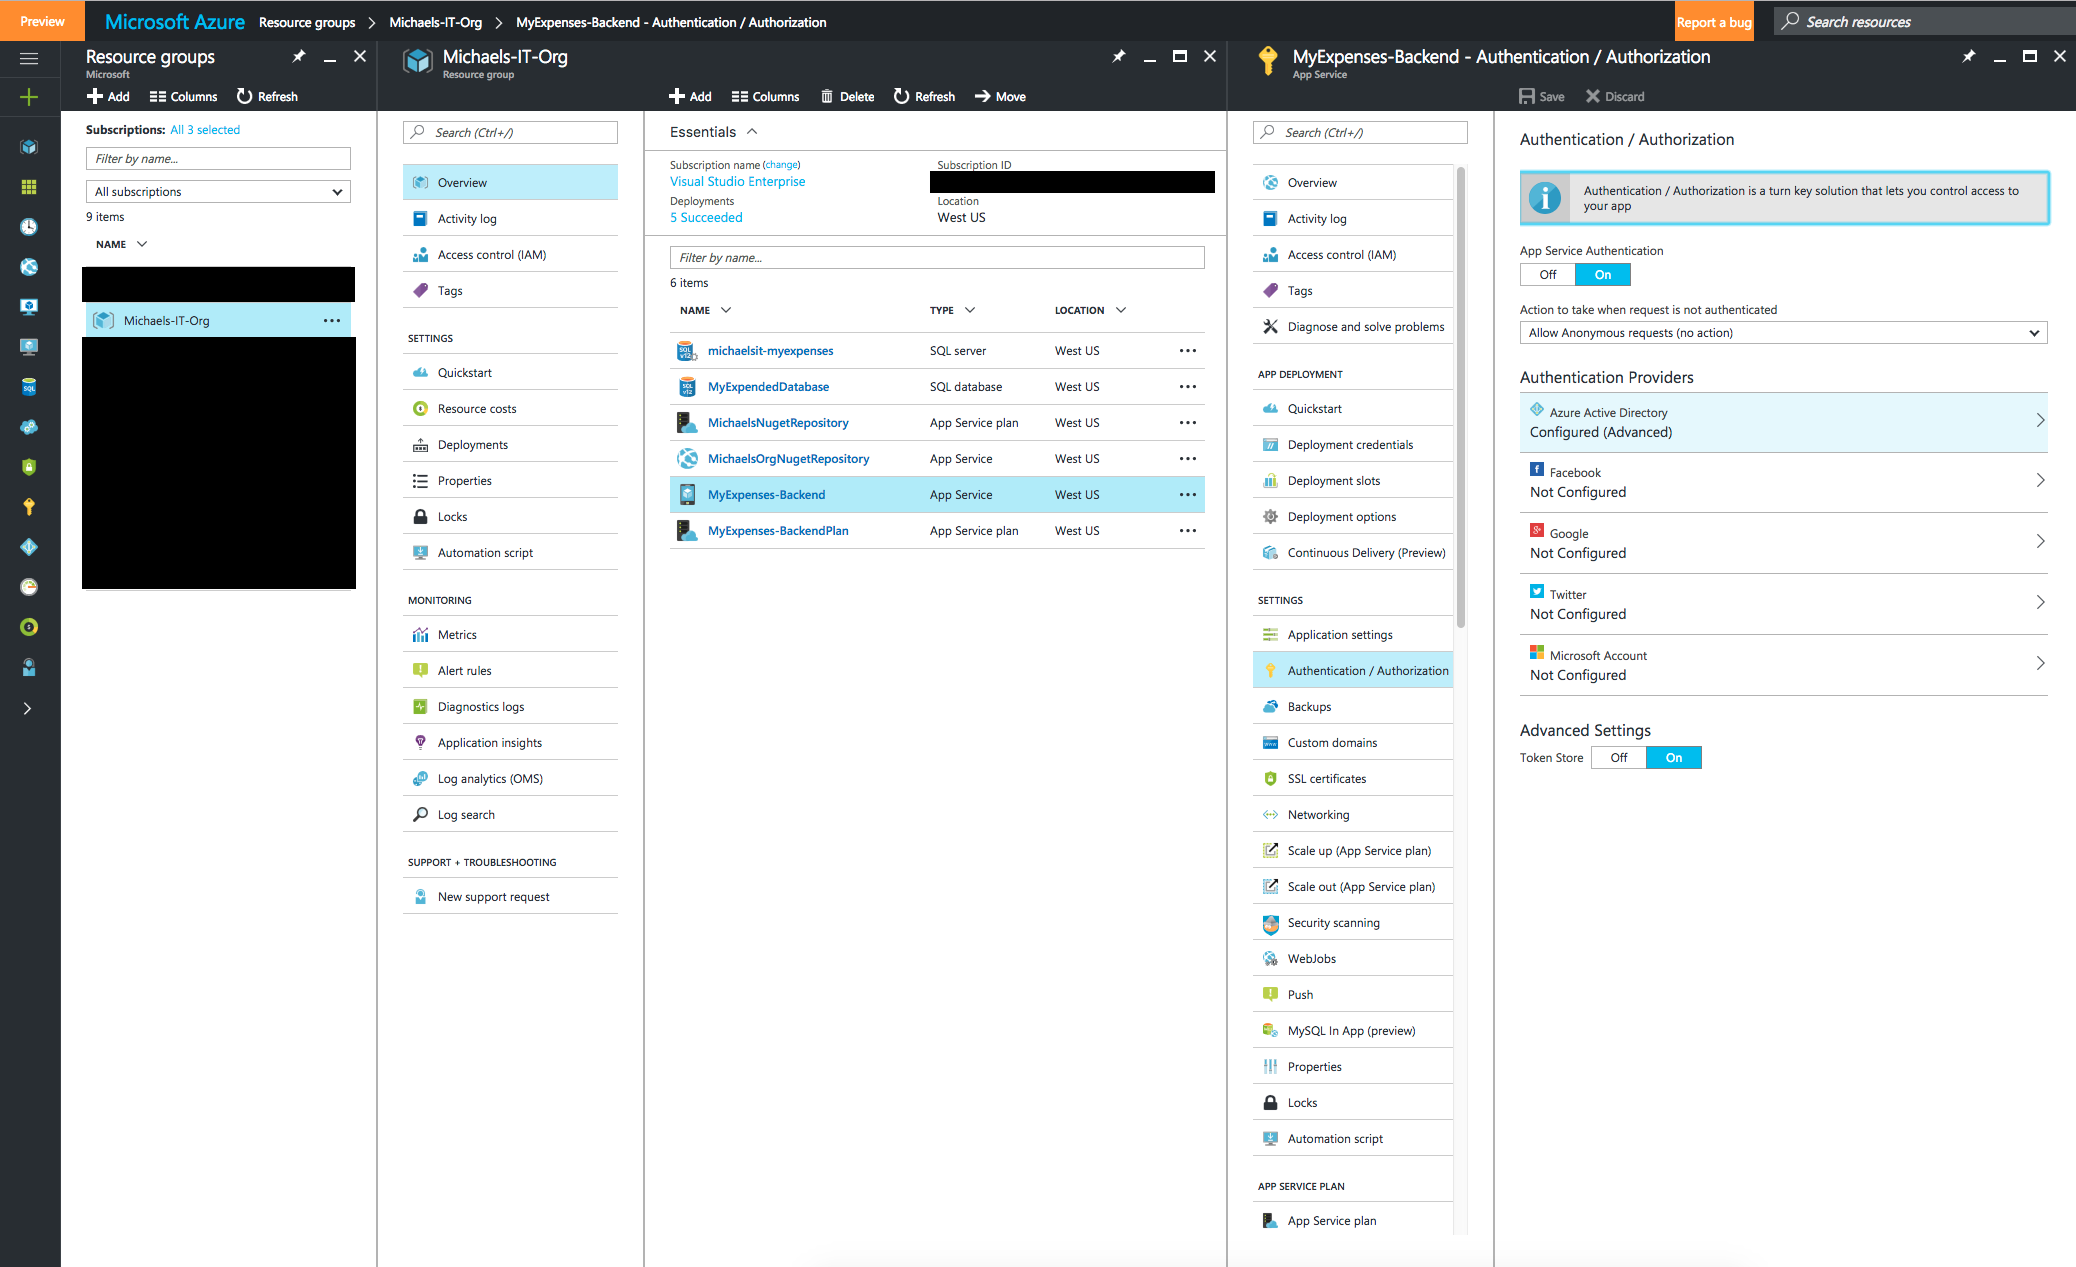 Preview
Microsoft Azure
Resource groups
Michaels-IT-Org
MyExpenses-Backend - Authentication / Authorization
Report a bug
Search resources
Resource groups
Microsoft
Add
Columns
Refresh
Subscriptions: All 3 selected
Filter by name...
All subscriptions
9 items
NAME
Michaels-IT-Org
Michaels-IT-Org
Resource group
Search (Ctrl+/)
Overview
Activity log
Access control (IAM)
Tags
SETTINGS
Quickstart
Resource costs
Deployments
Properties
Locks
Automation script
MONITORING
Metrics
Alert rules
Diagnostics logs
Application insights
Log analytics (OMS)
Log search
SUPPORT + TROUBLESHOOTING
New support request
Add
Columns
Delete
Refresh
Move
Essentials
Subscription name (change)
Visual Studio Enterprise
Deployments
5 Succeeded
Subscription ID
Location
West US
Filter by name...
6 items
NAME TYPE LOCATION
michaelsit-myexpenses SQL server West US
MyExpendedDatabase SQL database West US
MichaelsNugetRepository App Service plan West US
MichaelsOrgNugetRepository App Service West US
MyExpenses-Backend App Service West US
MyExpenses-BackendPlan App Service plan West US
MyExpenses-Backend - Authentication / Authorization
App Service
Search (Ctrl+/)
Overview
Activity log
Access control (IAM)
Tags
Diagnose and solve problems
APP DEPLOYMENT
Quickstart
Deployment credentials
Deployment slots
Deployment options
Continuous Delivery (Preview)
SETTINGS
Application settings
Authentication / Authorization
Backups
Custom domains
SSL certificates
Networking
Scale up (App Service plan)
Scale out (App Service plan)
Security scanning
WebJobs
Push
MySQL In App (preview)
Properties
Locks
Automation script
APP SERVICE PLAN
App Service plan
Save
Discard
Authentication / Authorization
Authentication / Authorization is a turn key solution that lets you control access to
your app
App Service Authentication
Off On
Action to take when request is not authenticated
Allow Anonymous requests (no action)
Authentication Providers
Azure Active Directory
Configured (Advanced)
Facebook
Not Configured
Google
Not Configured
Twitter
Not Configured
Microsoft Account
Not Configured
Advanced Settings
Token Store Off On